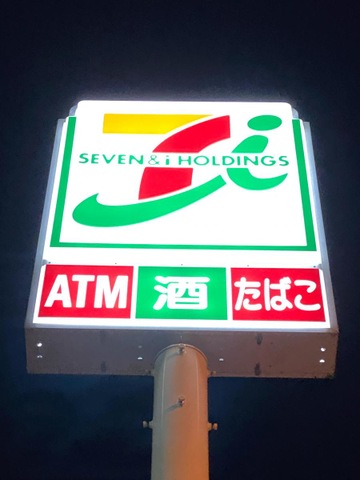 SEVEN & i HOLDINGS
ATM 酒 たばこ